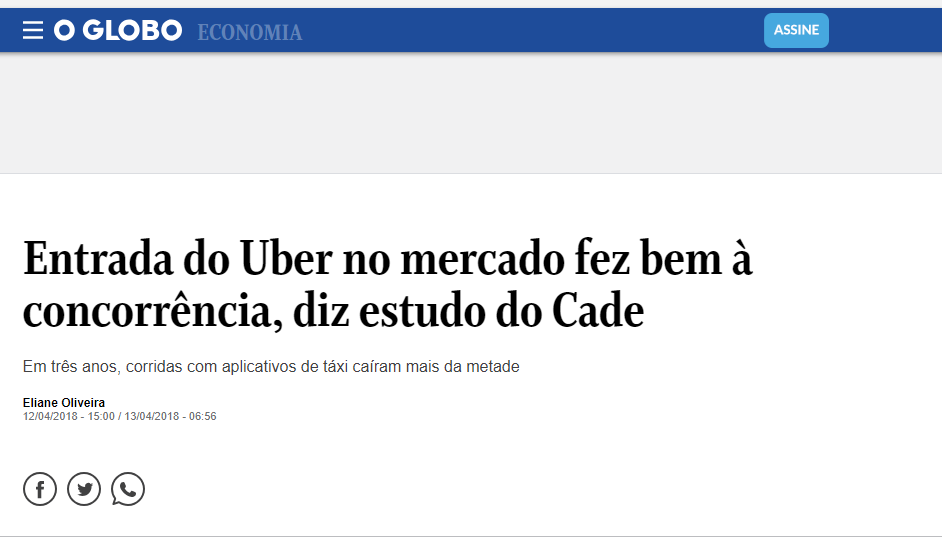 O GLOBO ECONOMIA ASSINE
Entrada do Uber no mercado fez bem à
concorrência, diz estudo do Cade
Em três anos, corridas com aplicativos de táxi caíram mais da metade
Eliane Oliveira
12/04/2018 - 15:00 / 13/04/2018 - 06:56